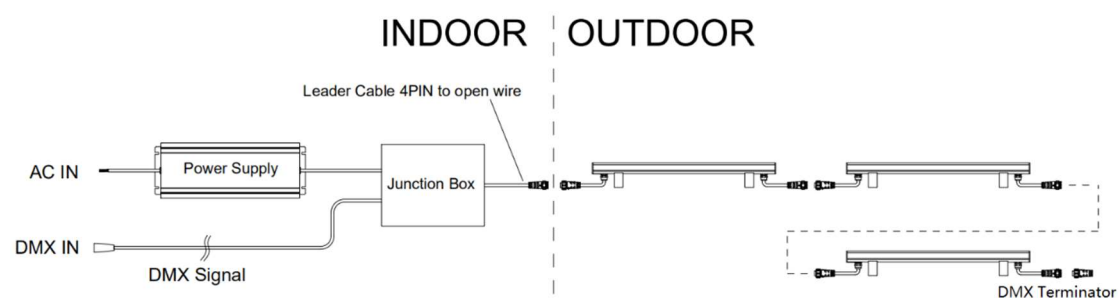 INDOOR
OUTDOOR
Leader Cable 4PIN to open wire
AC IN
Power Supply
Junction Box
DMX IN
DMX Signal
DMX Terminator